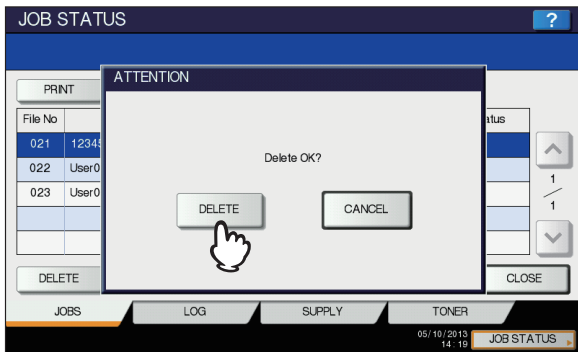 JOB STATUS ?
ATTENTION
PRINT
File No atus
021 12345
022 User0
023 User0
Delete OK?
1
1
DELETE CANCEL
DELETE CLOSE
JOBS LOG SUPPLY TONER
05/10/2013
14:19
JOB STATUS